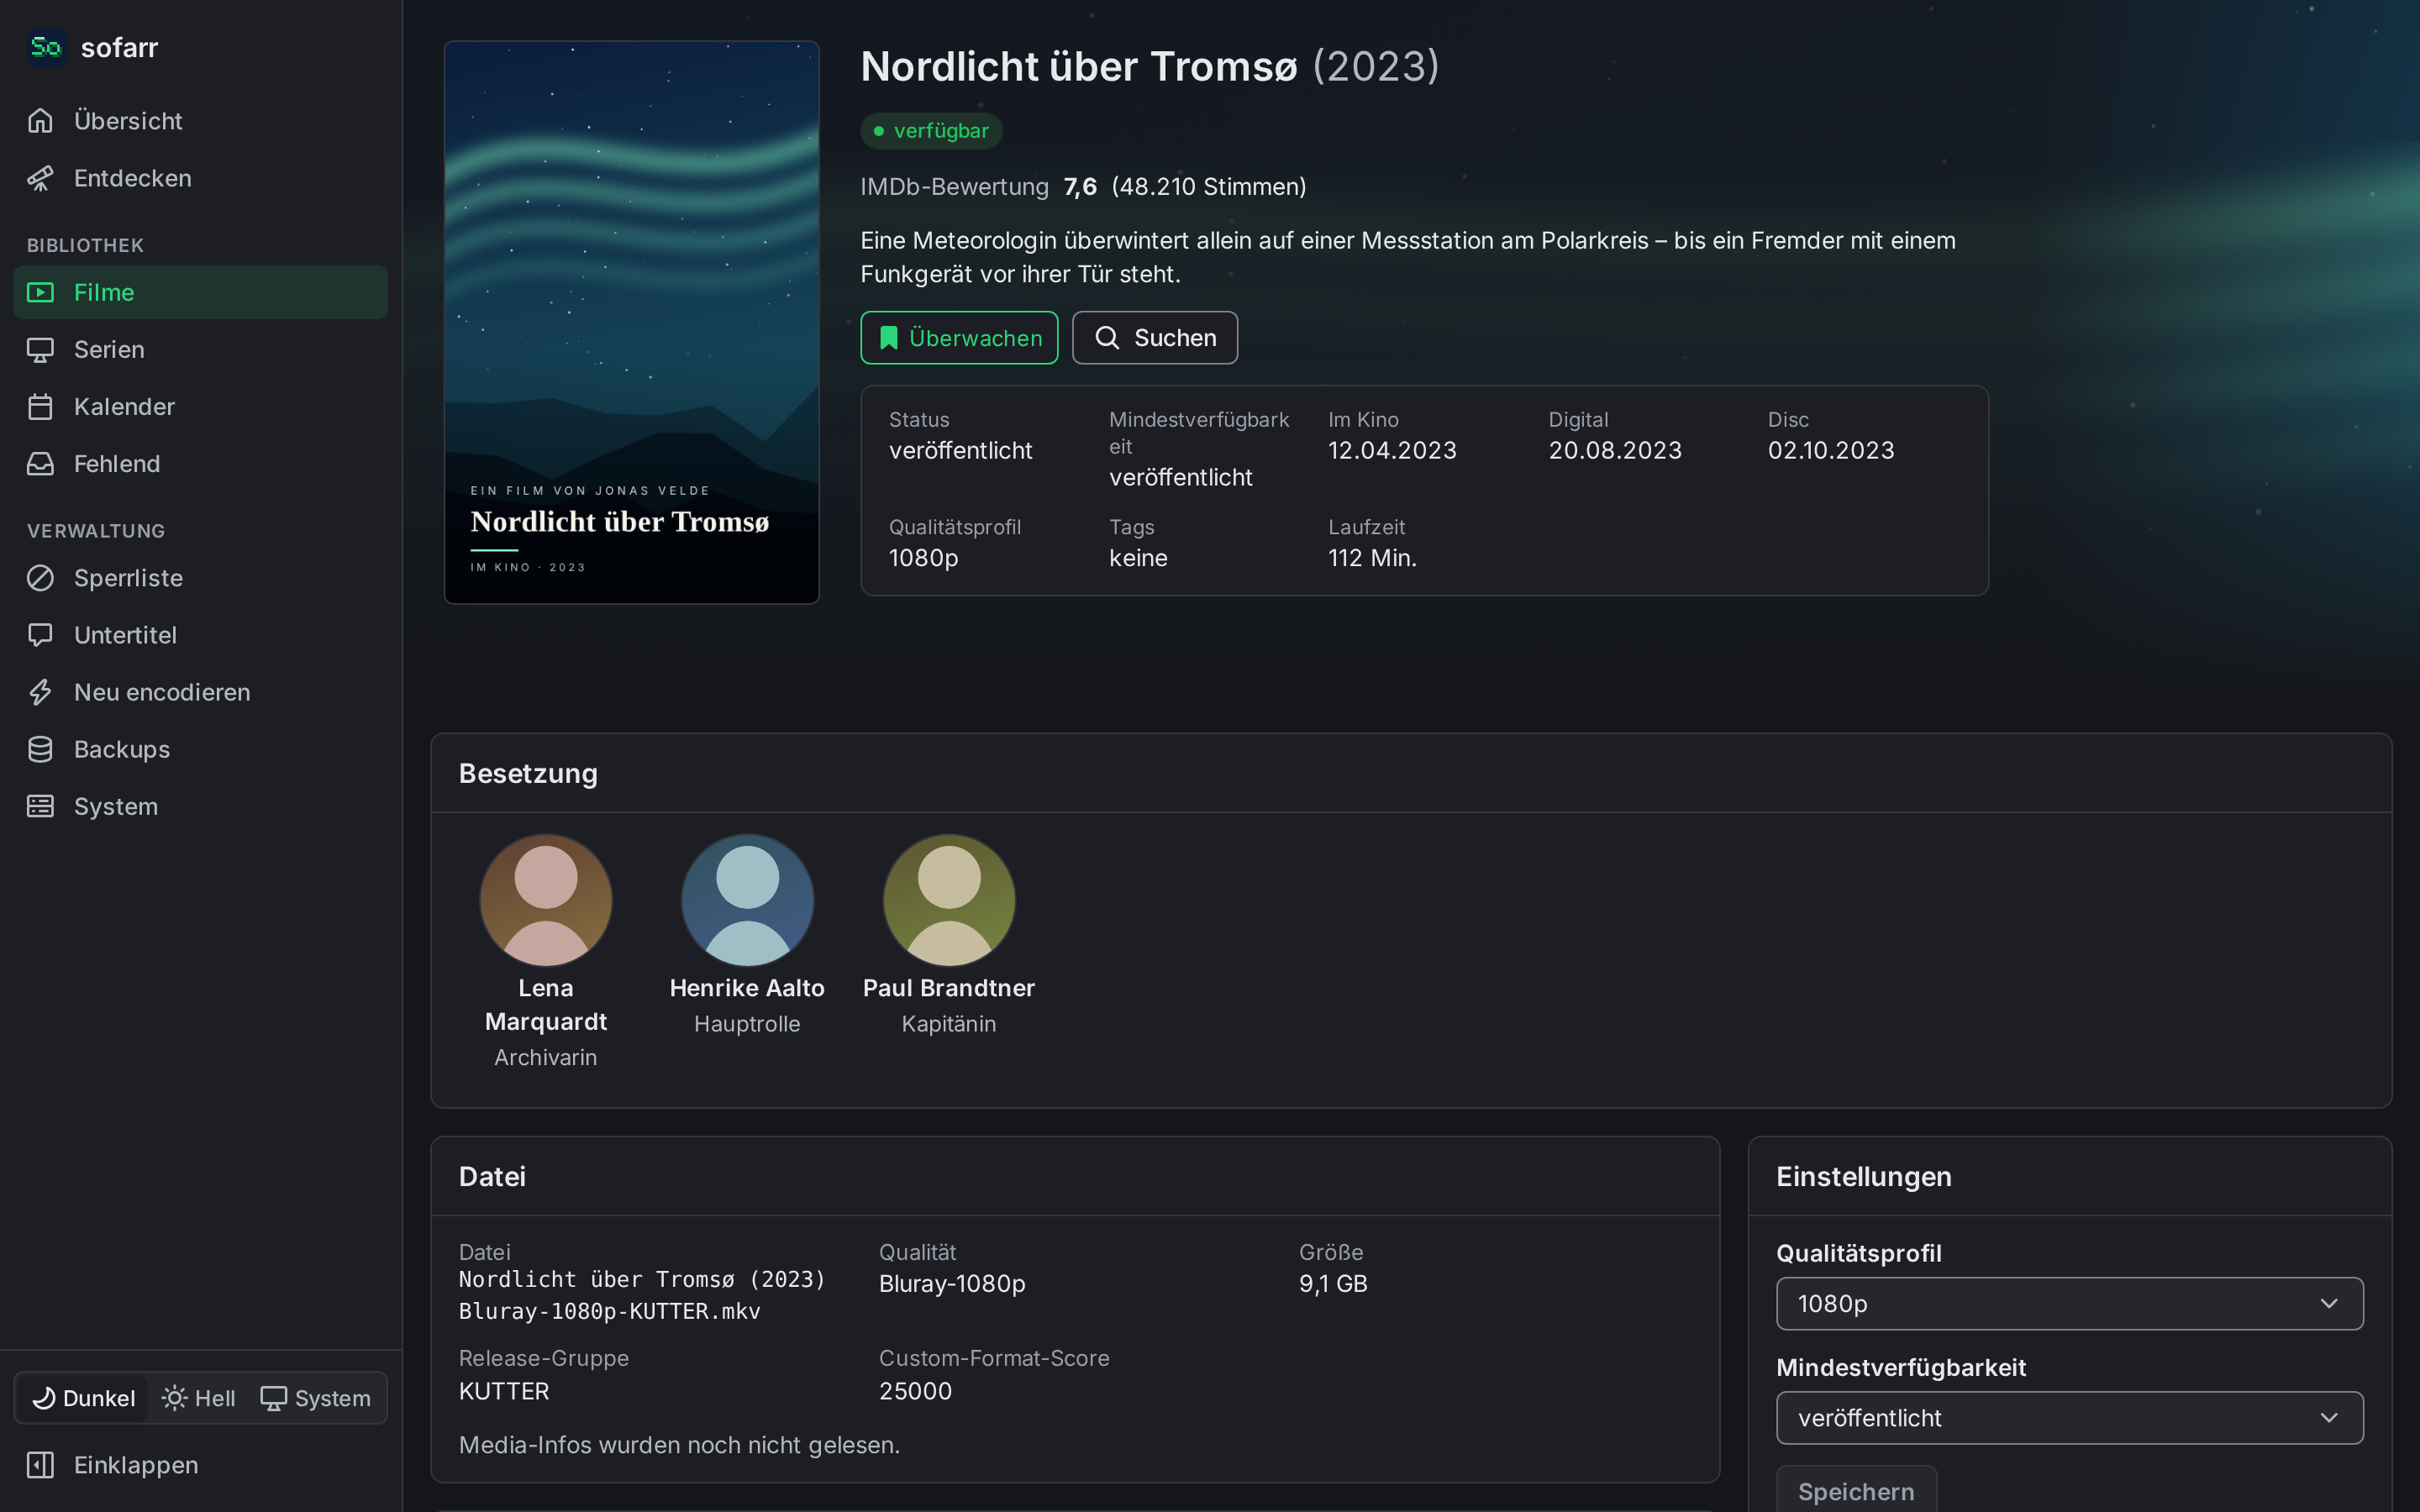 So sofarr
Übersicht
Entdecken
BIBLIOTHEK
Filme
Serien
Kalender
Fehlend
VERWALTUNG
Sperrliste
Untertitel
Neu encodieren
Backups
System
Dunkel Hell System
Einklappen
EIN FILM VON JONAS VELDE
Nordlicht über Tromsø
IM KINO · 2023
Nordlicht über Tromsø (2023)
verfügbar
IMDb-Bewertung 7,6 (48.210 Stimmen)
Eine Meteorologin überwintert allein auf einer Messstation am Polarkreis – bis ein Fremder mit einem
Funkgerät vor ihrer Tür steht.
Überwachen Suchen
Status
veröffentlicht
Mindestverfügbark
eit
veröffentlicht
Im Kino
12.04.2023
Digital
20.08.2023
Disc
02.10.2023
Qualitätsprofil
1080p
Tags
keine
Laufzeit
112 Min.
Besetzung
Lena
Marquardt
Archivarin
Henrike Aalto
Hauptrolle
Paul Brandtner
Kapitänin
Datei
Datei
Nordlicht über Tromsø (2023)
Bluray-1080p-KUTTER.mkv
Qualität
Bluray-1080p
Größe
9,1 GB
Release-Gruppe
KUTTER
Custom-Format-Score
25000
Media-Infos wurden noch nicht gelesen.
Einstellungen
Qualitätsprofil
1080p
Mindestverfügbarkeit
veröffentlicht
Speichern